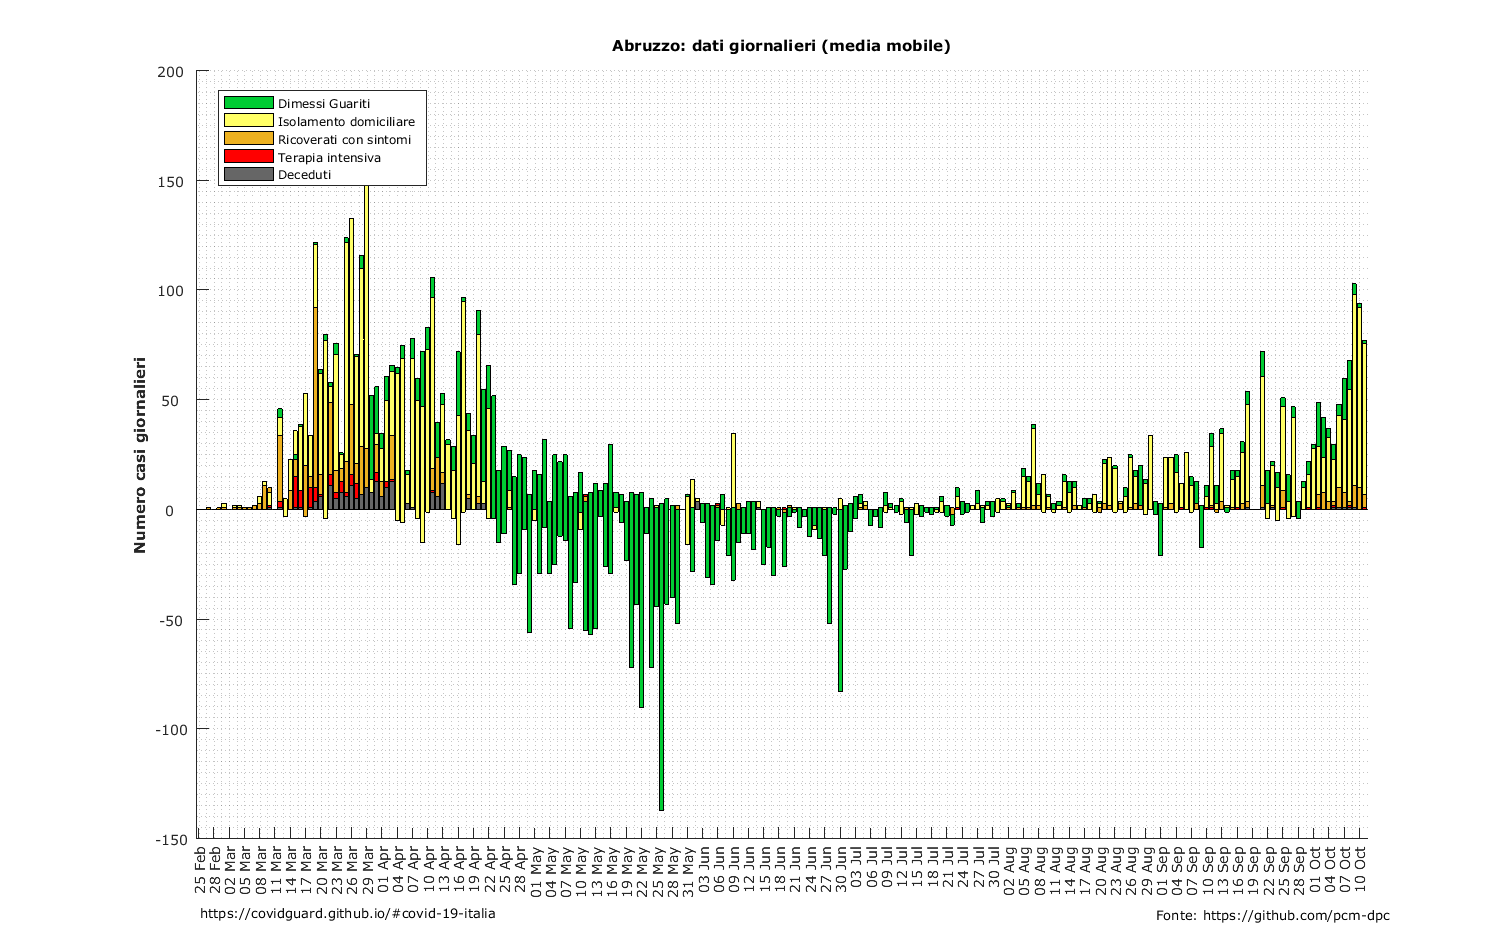 Abruzzo: dati giornalieri (media mobile)
200
150
100
50
0
-50
-100
-150
Numero casi giornalieri
Dimessi Guariti
Isolamento domiciliare
Ricoverati con sintomi
Terapia intensiva
Deceduti
25 Feb
28 Feb
02 Mar
05 Mar
08 Mar
11 Mar
14 Mar
17 Mar
20 Mar
23 Mar
26 Mar
29 Mar
01 Apr
04 Apr
07 Apr
10 Apr
13 Apr
16 Apr
19 Apr
22 Apr
25 Apr
28 Apr
01 May
04 May
07 May
10 May
13 May
16 May
19 May
22 May
25 May
28 May
31 May
03 Jun
06 Jun
09 Jun
12 Jun
15 Jun
18 Jun
21 Jun
24 Jun
27 Jun
30 Jun
03 Jul
06 Jul
09 Jul
12 Jul
15 Jul
18 Jul
21 Jul
24 Jul
27 Jul
30 Jul
02 Aug
05 Aug
08 Aug
11 Aug
14 Aug
17 Aug
20 Aug
23 Aug
26 Aug
29 Aug
01 Sep
04 Sep
07 Sep
10 Sep
13 Sep
16 Sep
19 Sep
22 Sep
25 Sep
28 Sep
01 Oct
04 Oct
07 Oct
10 Oct
https://covidguard.github.io/#covid-19-italia
Fonte: https://github.com/pcm-dpc